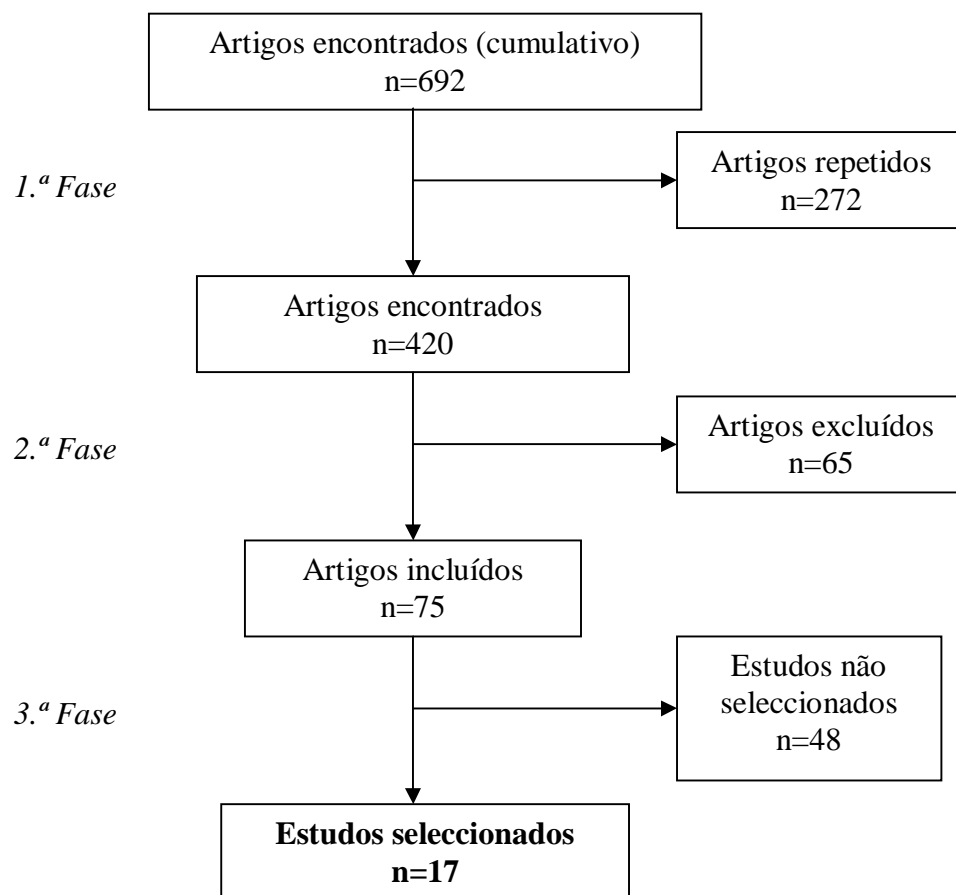 Artigos encontrados (cumulativo)
n=692
1.ª Fase
Artigos repetidos
n=272
Artigos encontrados
n=420
2.ª Fase
Artigos excluídos
n=65
Artigos incluídos
n=75
3.ª Fase
Estudos não
seleccionados
n=48
Estudos seleccionados
n=17